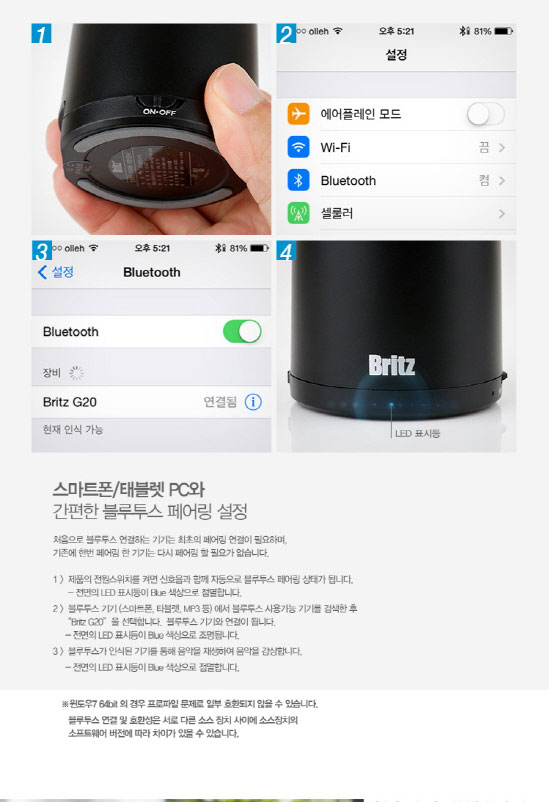 1
ON-OFF
Britz
2
olleh 오후 5:21 81%
설정
에어플레인 모드
Wi-Fi 끔
Bluetooth 켬
셀룰러
3
olleh 오후 5:21 81%
설정 Bluetooth
Bluetooth
장비
Britz G20 연결됨
현재 인식 가능
4
Britz
LED 표시등
스마트폰/태블렛 PC와
간편한 블루투스 페어링 설정
처음으로 블루투스 연결하는 기기는 최초의 페어링 연결이 필요하며,
기존에 한번 페어링 한 기기는 다시 페어링 할 필요가 없습니다.
1 ) 제품의 전원스위치를 켜면 신호음과 함께 자동으로 블루투스 페어링 상태가 됩니다.
- 전면의 LED 표시등이 Blue 색상으로 점멸합니다.
2 ) 블루투스 기기 (스마트폰, 타블렛, MP3 등) 에서 블루투스 사용가능 기기를 검색한 후
"Britz G20" 을 선택합니다. 블루투스 기기와 연결이 됩니다.
- 전면의 LED 표시등이 Blue 색상으로 조명됩니다.
3 ) 블루투스가 인식된 기기를 통해 음악을 재생하여 음악을 감상합니다.
- 전면의 LED 표시등이 Blue 색상으로 점멸합니다.
※윈도우7 64bit 의 경우 프로파일 문제로 일부 호환되지 않을 수 있습니다.
블루투스 연결 및 호환성은 서로 다른 소스 장치 사이에 소스장치의
소프트웨어 버전에 따라 차이가 있을 수 있습니다.